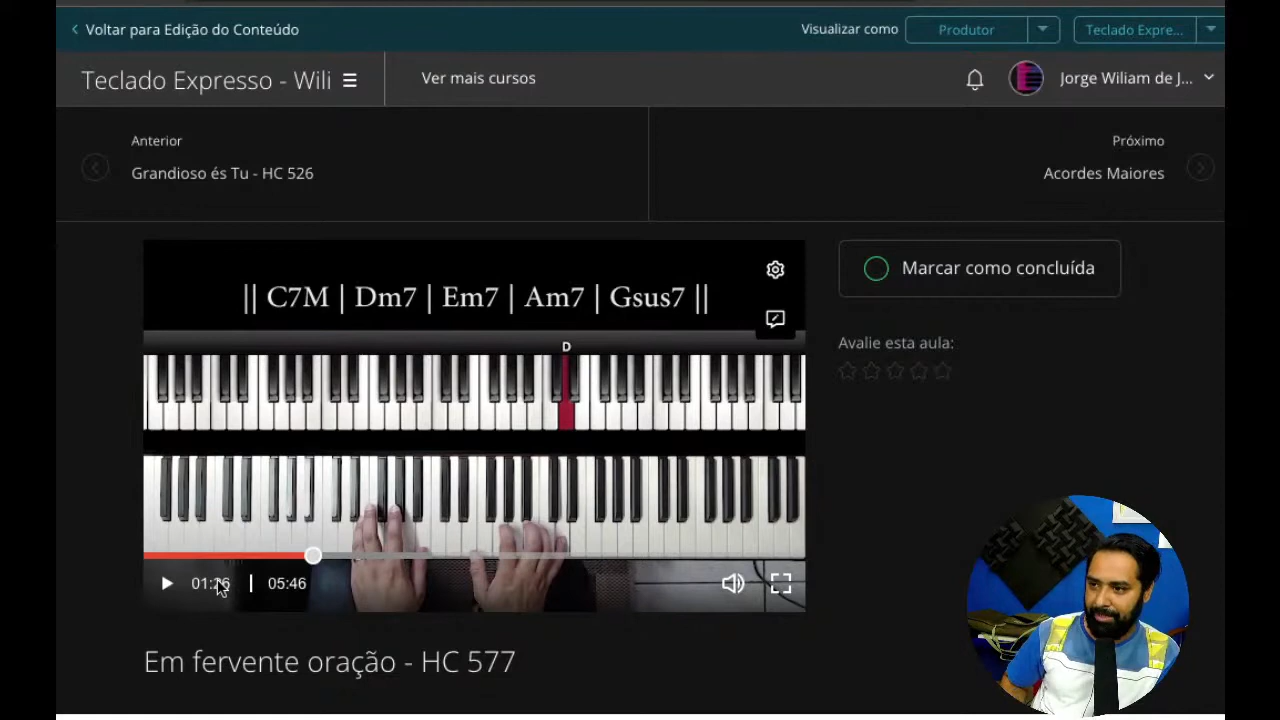 Voltar para Edição do Conteúdo
Visualizar como
Produtor
Teclado Expre...
Teclado Expresso - Wili
Ver mais cursos
Jorge Wiliam de J...
Anterior
Grandioso és Tu - HC 526
Próximo
Acordes Maiores
|| C7M | Dm7 | Em7 | Am7 | Gsus7 ||
D
Marcar como concluída
Avalie esta aula:
01:26 | 05:46
Em fervente oração - HC 577